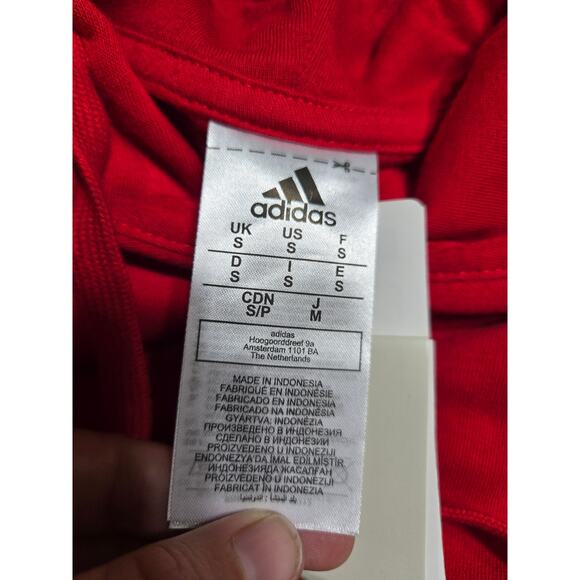 adidas
UK US F
S S S
D I E
S S S
CDN J
S/P M
adidas
Hoogoorddreef 9a
Amsterdam 1101 BA
The Netherlands
MADE IN INDONESIA
FABRIQUÉ EN INDONÉSIE
FABRICADO EN INDONESIA
FABRICADO NA INDONÉSIA
GYÁRTVA: INDONÉZIA
ПРОИЗВЕДЕНО В ИНДОНЕЗИЯ
СДЕЛАНО В ИНДОНЕЗИИ
PROIZVEDENO U INDONEZIJI
ENDONEZYA'DA İMAL EDİLMİŞTİR
ИНДОНЕЗИЯДА ЖАСАЛҒАН
PROIZVEDENO U INDONEZIJI
FABRICAT ÎN INDONEZIA